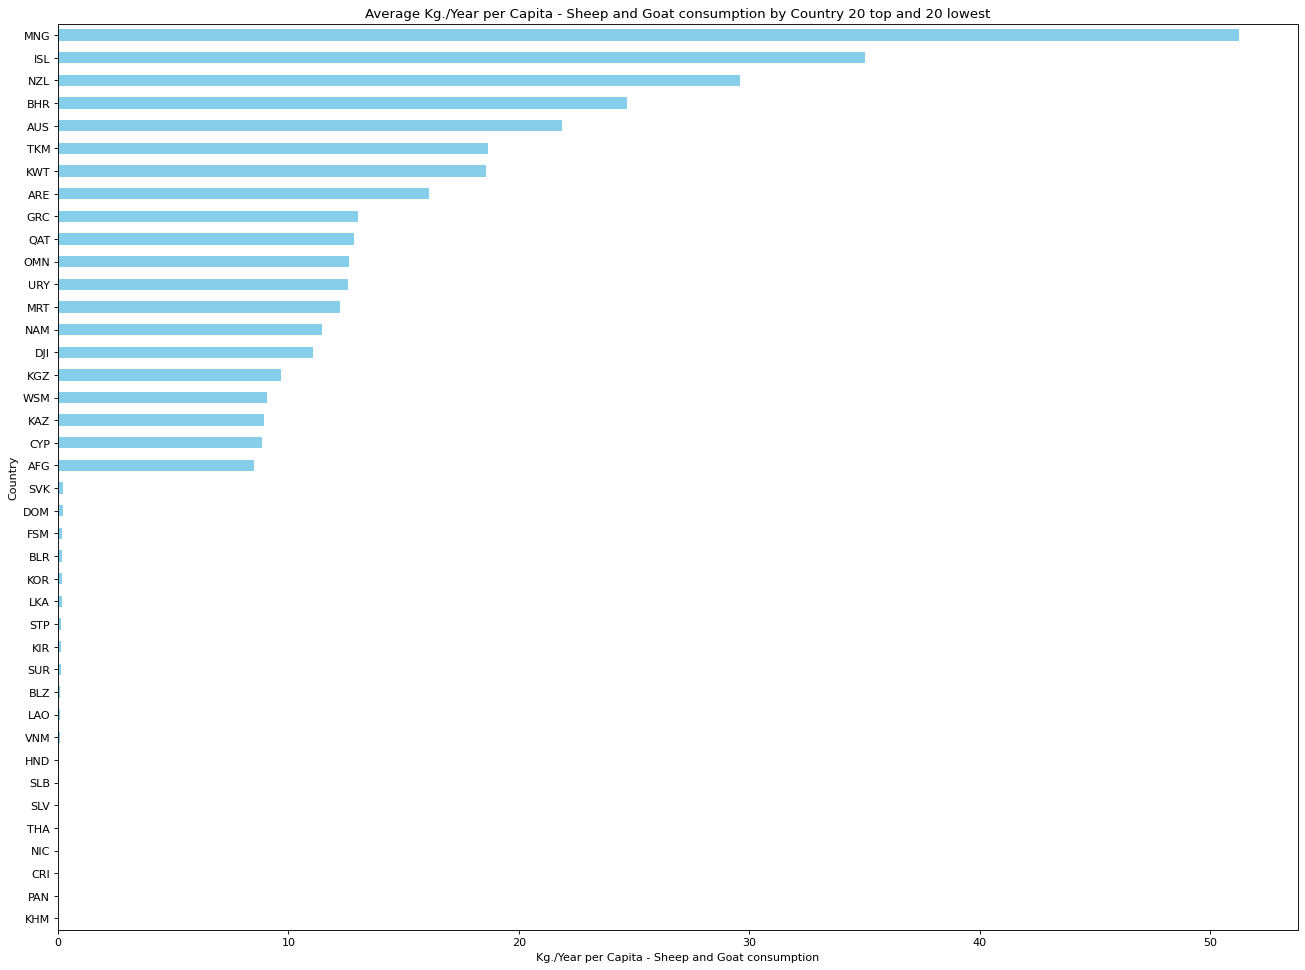 Average Kg./Year per Capita - Sheep and Goat consumption by Country 20 top and 20 lowest
MNG
ISL
NZL
BHR
AUS
TKM
KWT
ARE
GRC
QAT
OMN
URY
MRT
NAM
DJI
KGZ
WSM
KAZ
CYP
AFG
SVK
DOM
FSM
BLR
KOR
LKA
STP
KIR
SUR
BLZ
LAO
VNM
HND
SLB
SLV
THA
NIC
CRI
PAN
KHM
Country
0 10 20 30 40 50
Kg./Year per Capita - Sheep and Goat consumption